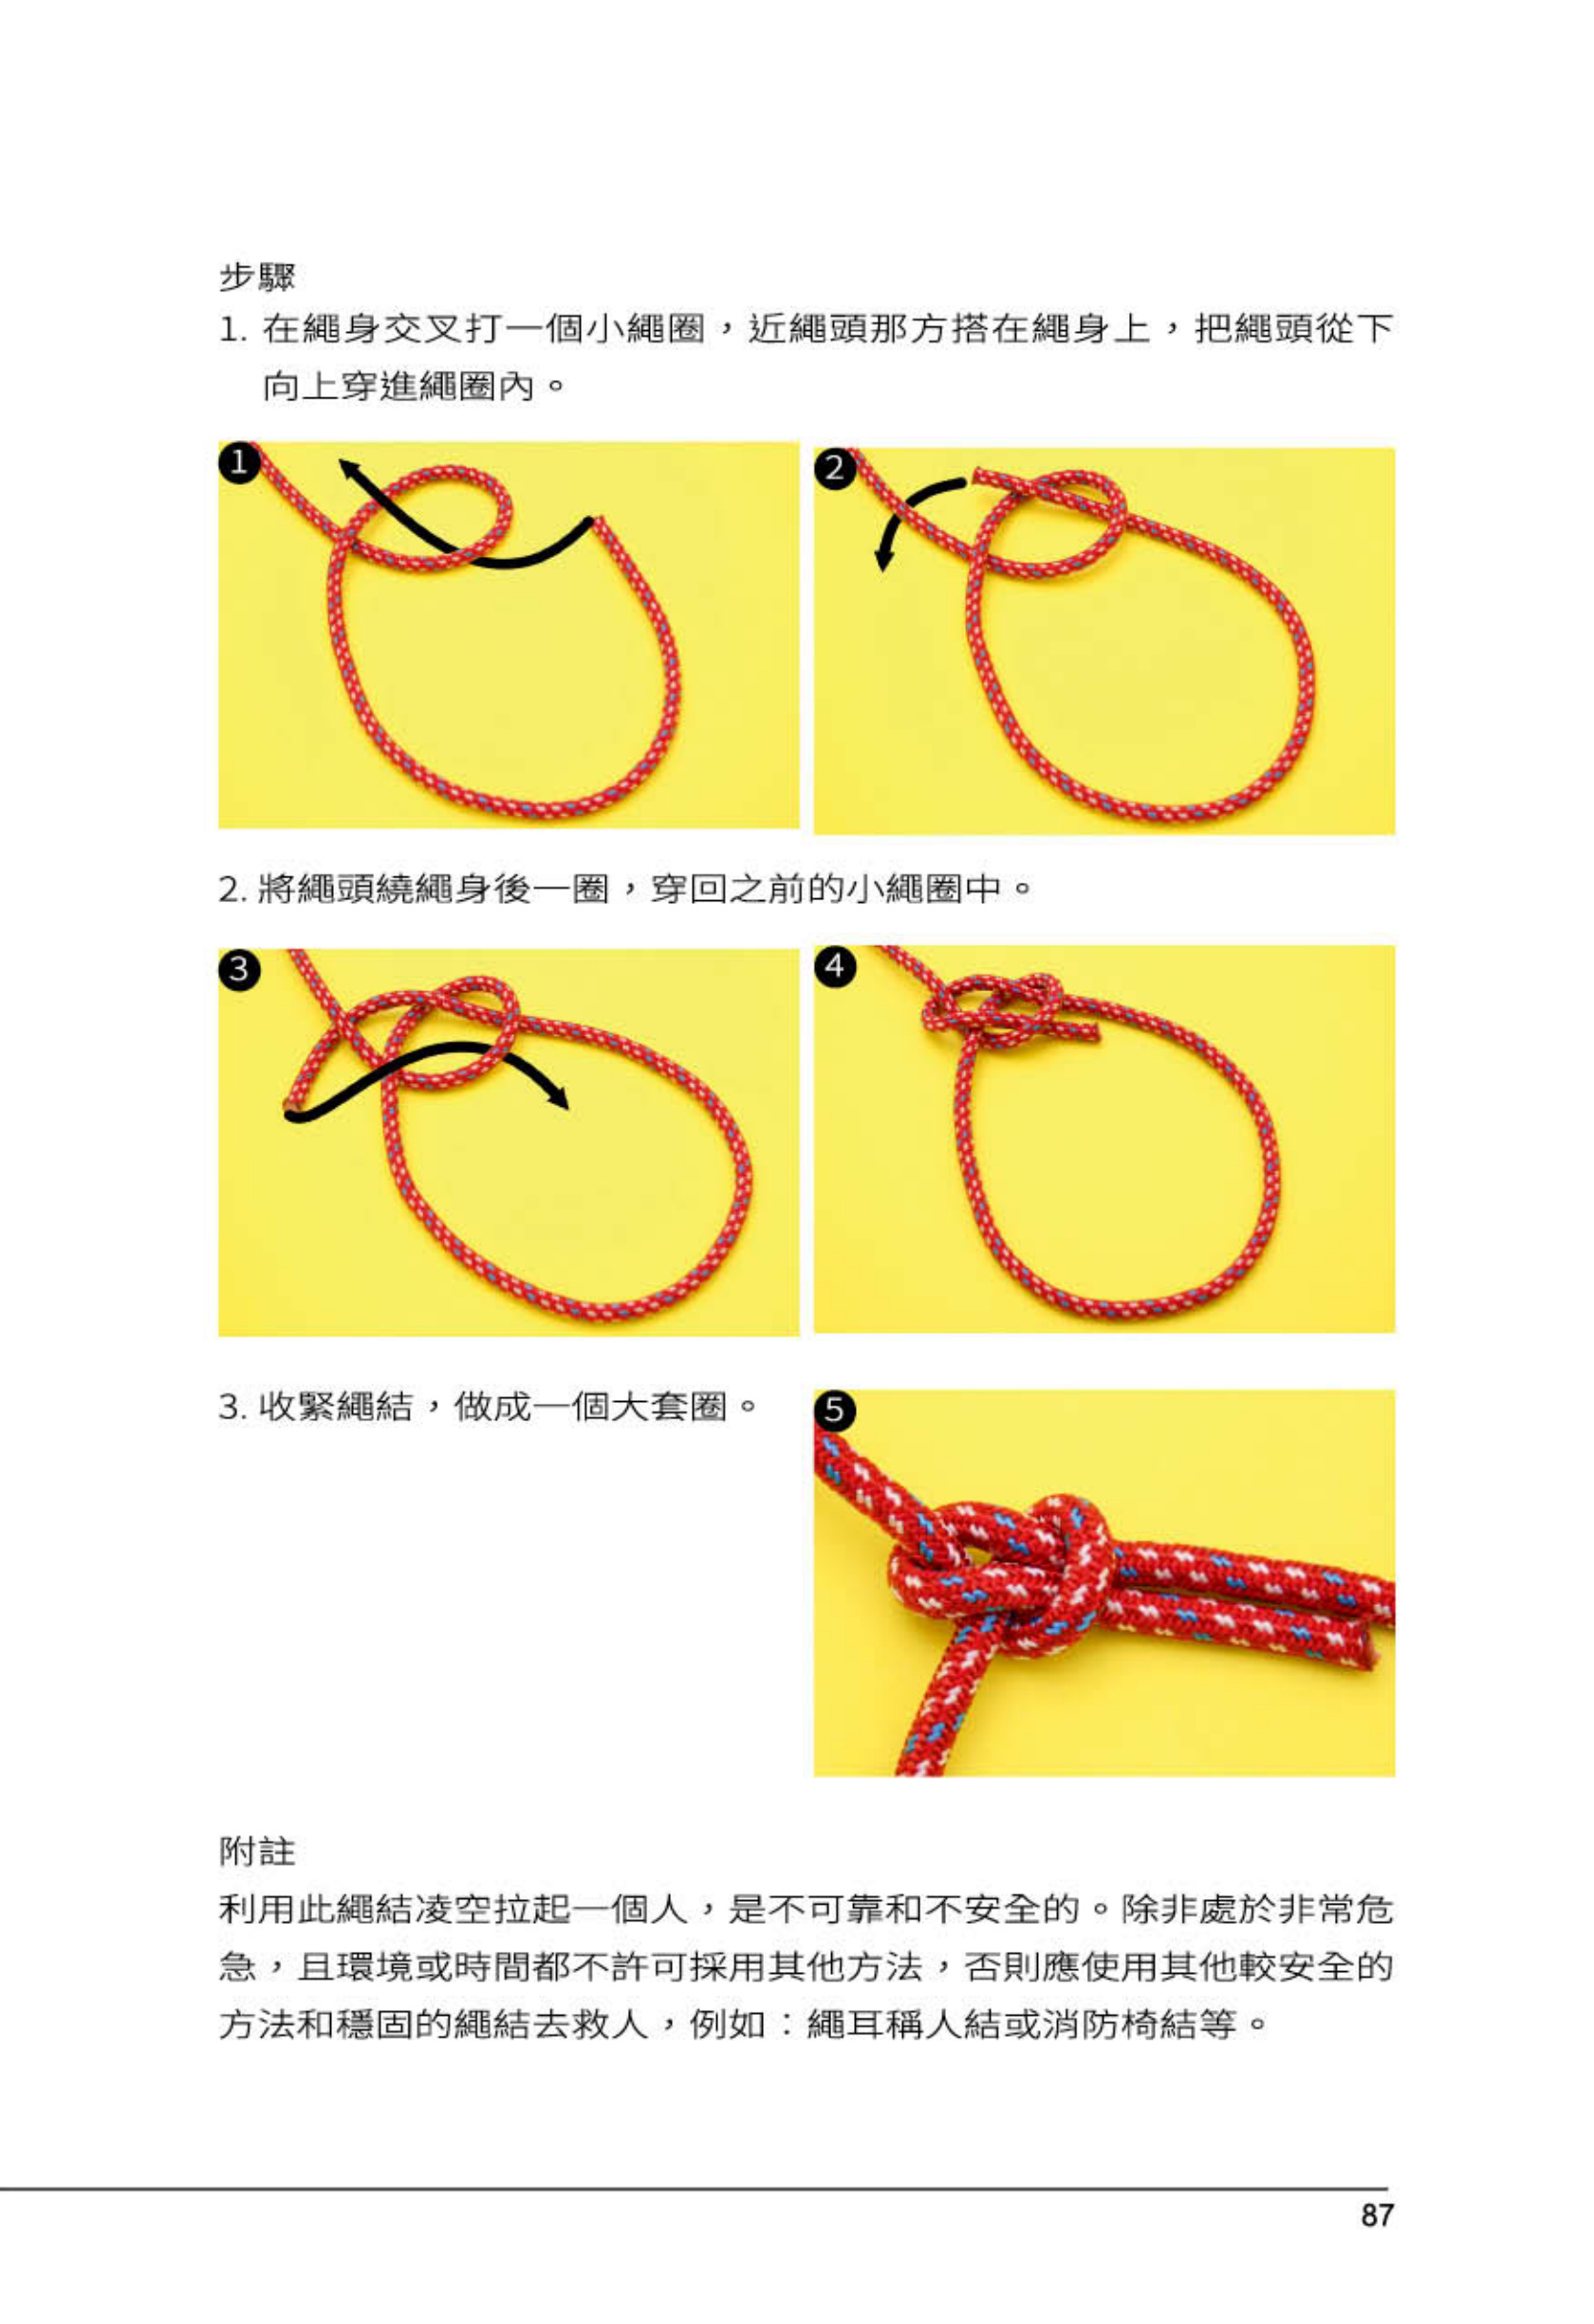 步驟
1. 在繩身交叉打一個小繩圈，近繩頭那方搭在繩身上，把繩頭從下
向上穿進繩圈內。
1
2
2. 將繩頭繞繩身後一圈，穿回之前的小繩圈中。
3
4
3. 收緊繩結，做成一個大套圈。
5
附註
利用此繩結凌空拉起一個人，是不可靠和不安全的。除非處於非常危
急，且環境或時間都不許可採用其他方法，否則應使用其他較安全的
方法和穩固的繩結去救人，例如：繩耳稱人結或消防椅結等。
87